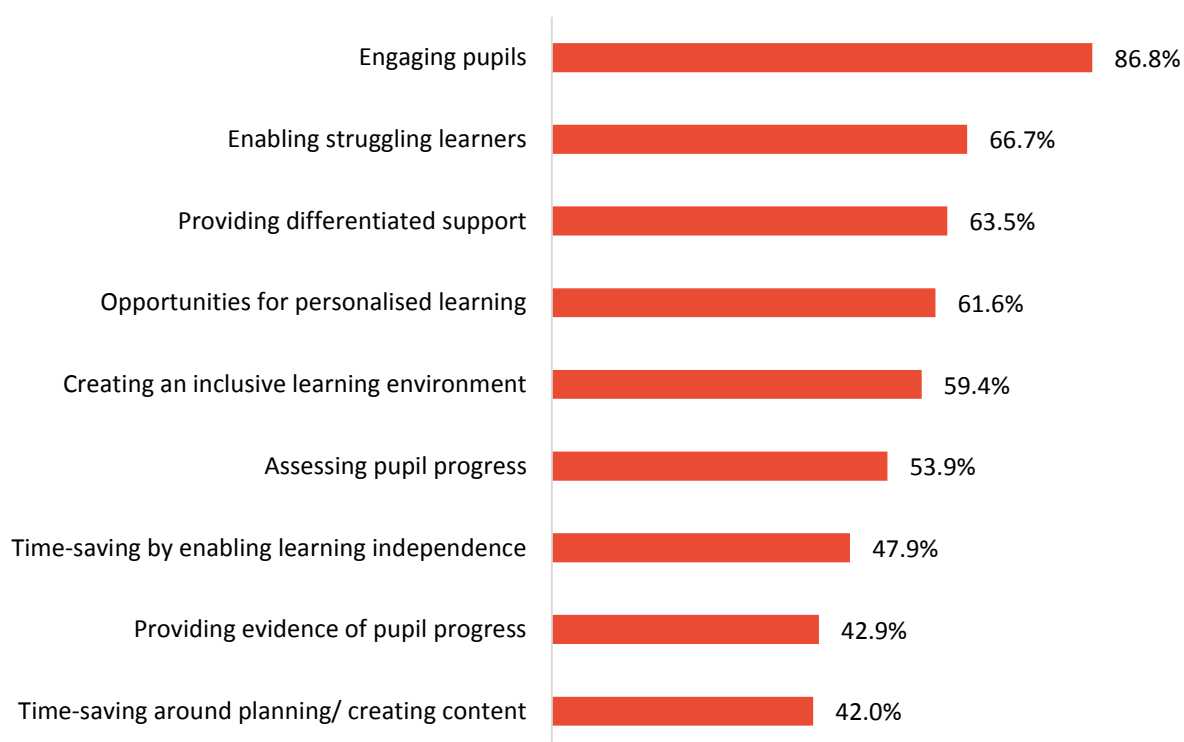 Engaging pupils 86.8%
Enabling struggling learners 66.7%
Providing differentiated support 63.5%
Opportunities for personalised learning 61.6%
Creating an inclusive learning environment 59.4%
Assessing pupil progress 53.9%
Time-saving by enabling learning independence 47.9%
Providing evidence of pupil progress 42.9%
Time-saving around planning/ creating content 42.0%